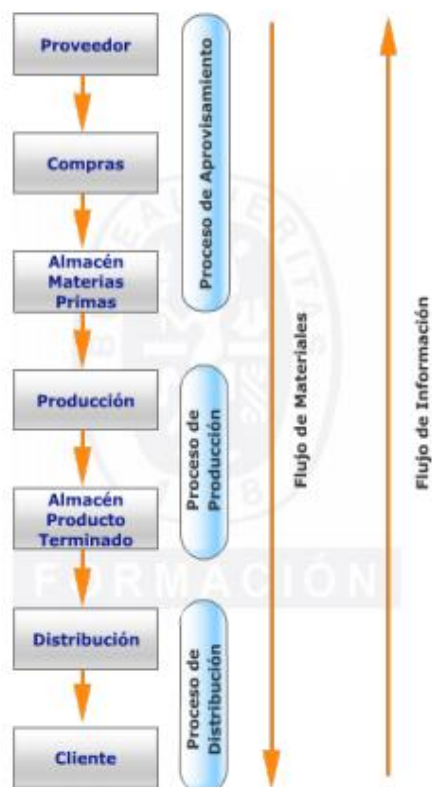 Proveedor
Compras
Almacén
Materias
Primas
Producción
Almacén
Producto
Terminado
Distribución
Cliente
Proceso de Aprovisamiento
Proceso de
Producción
Proceso de
Distribución
Flujo de Materiales
Flujo de Información
FORMACIÓN